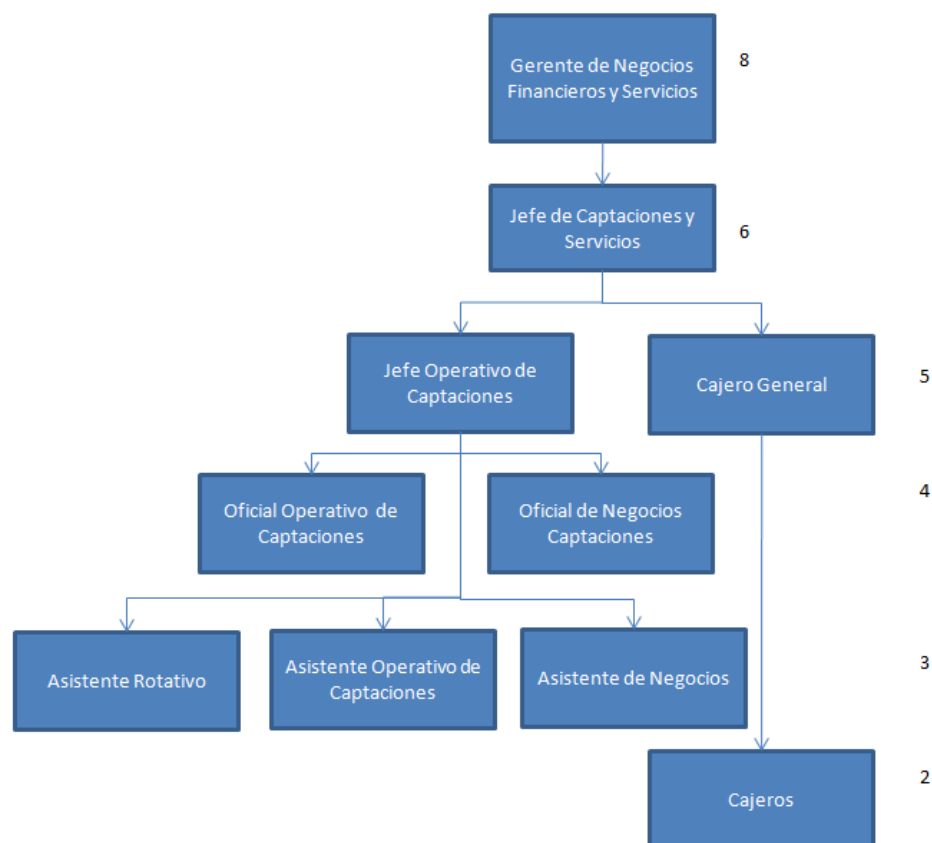 Gerente de Negocios
Financieros y Servicios
8
Jefe de Captaciones y
Servicios
6
Jefe Operativo de
Captaciones
Cajero General
5
Oficial Operativo de
Captaciones
Oficial de Negocios
Captaciones
4
Asistente Rotativo
Asistente Operativo de
Captaciones
Asistente de Negocios
3
Cajeros
2